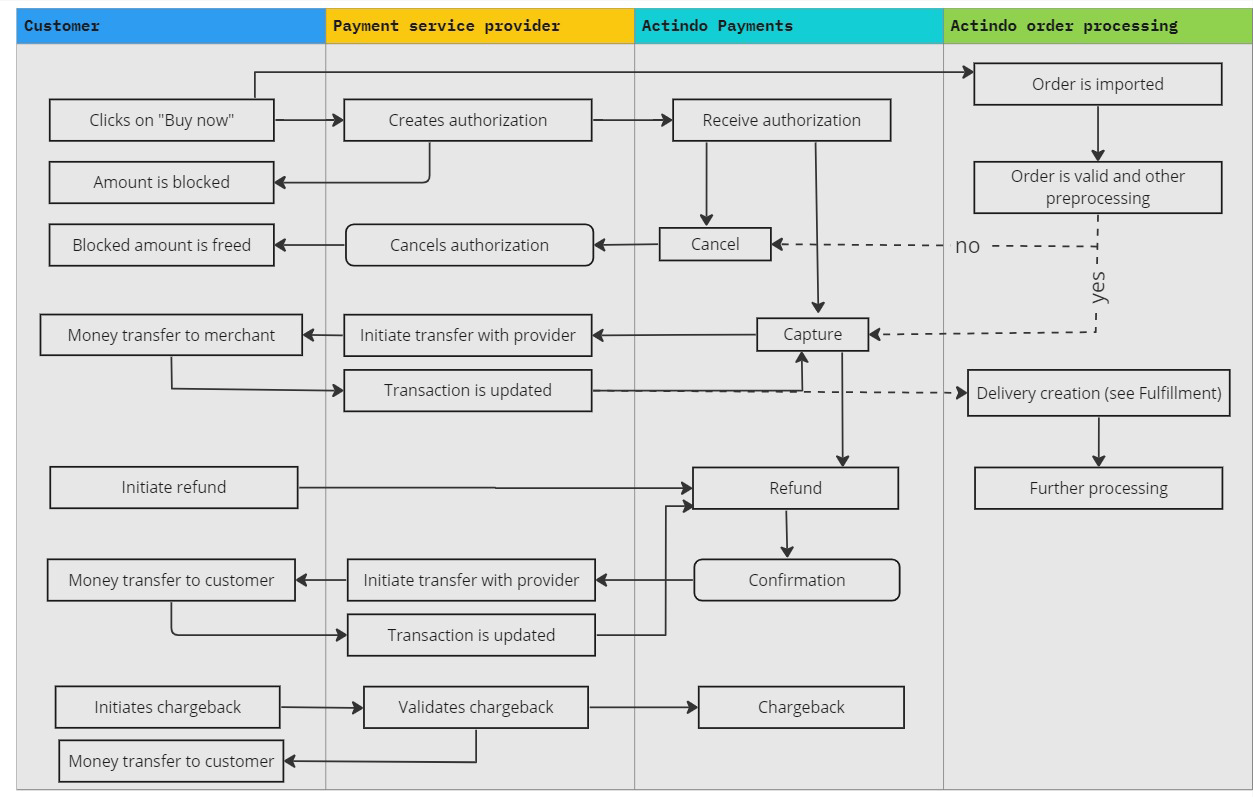 Customer
Payment service provider
Actindo Payments
Actindo order processing
Order is imported
Clicks on "Buy now"
Creates authorization
Receive authorization
Amount is blocked
Order is valid and other
preprocessing
Blocked amount is freed
Cancels authorization
Cancel
no
yes
Money transfer to merchant
Initiate transfer with provider
Capture
Transaction is updated
Delivery creation (see Fulfillment)
Initiate refund
Refund
Further processing
Money transfer to customer
Initiate transfer with provider
Confirmation
Transaction is updated
Initiates chargeback
Validates chargeback
Chargeback
Money transfer to customer